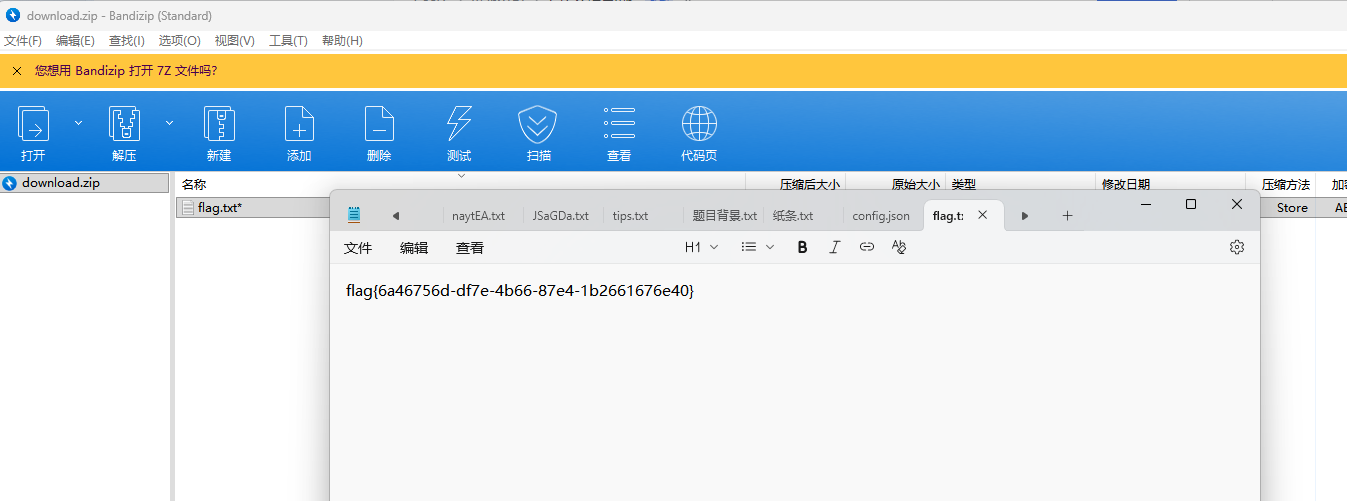 download.zip - Bandizip (Standard)
文件(F) 编辑(E) 查找(I) 选项(O) 视图(V) 工具(T) 帮助(H)
您想用 Bandizip 打开 7Z 文件吗?
打开 解压 新建 添加 删除 测试 扫描 查看 代码页
download.zip
名称 压缩后大小 原始大小 类型 修改日期 压缩方法
flag.txt* Store
naytEA.txt JSaGDa.txt tips.txt 题目背景.txt 纸条.txt config.json flag.t
文件 编辑 查看 H1 B I
flag{6a46756d-df7e-4b66-87e4-1b2661676e40}